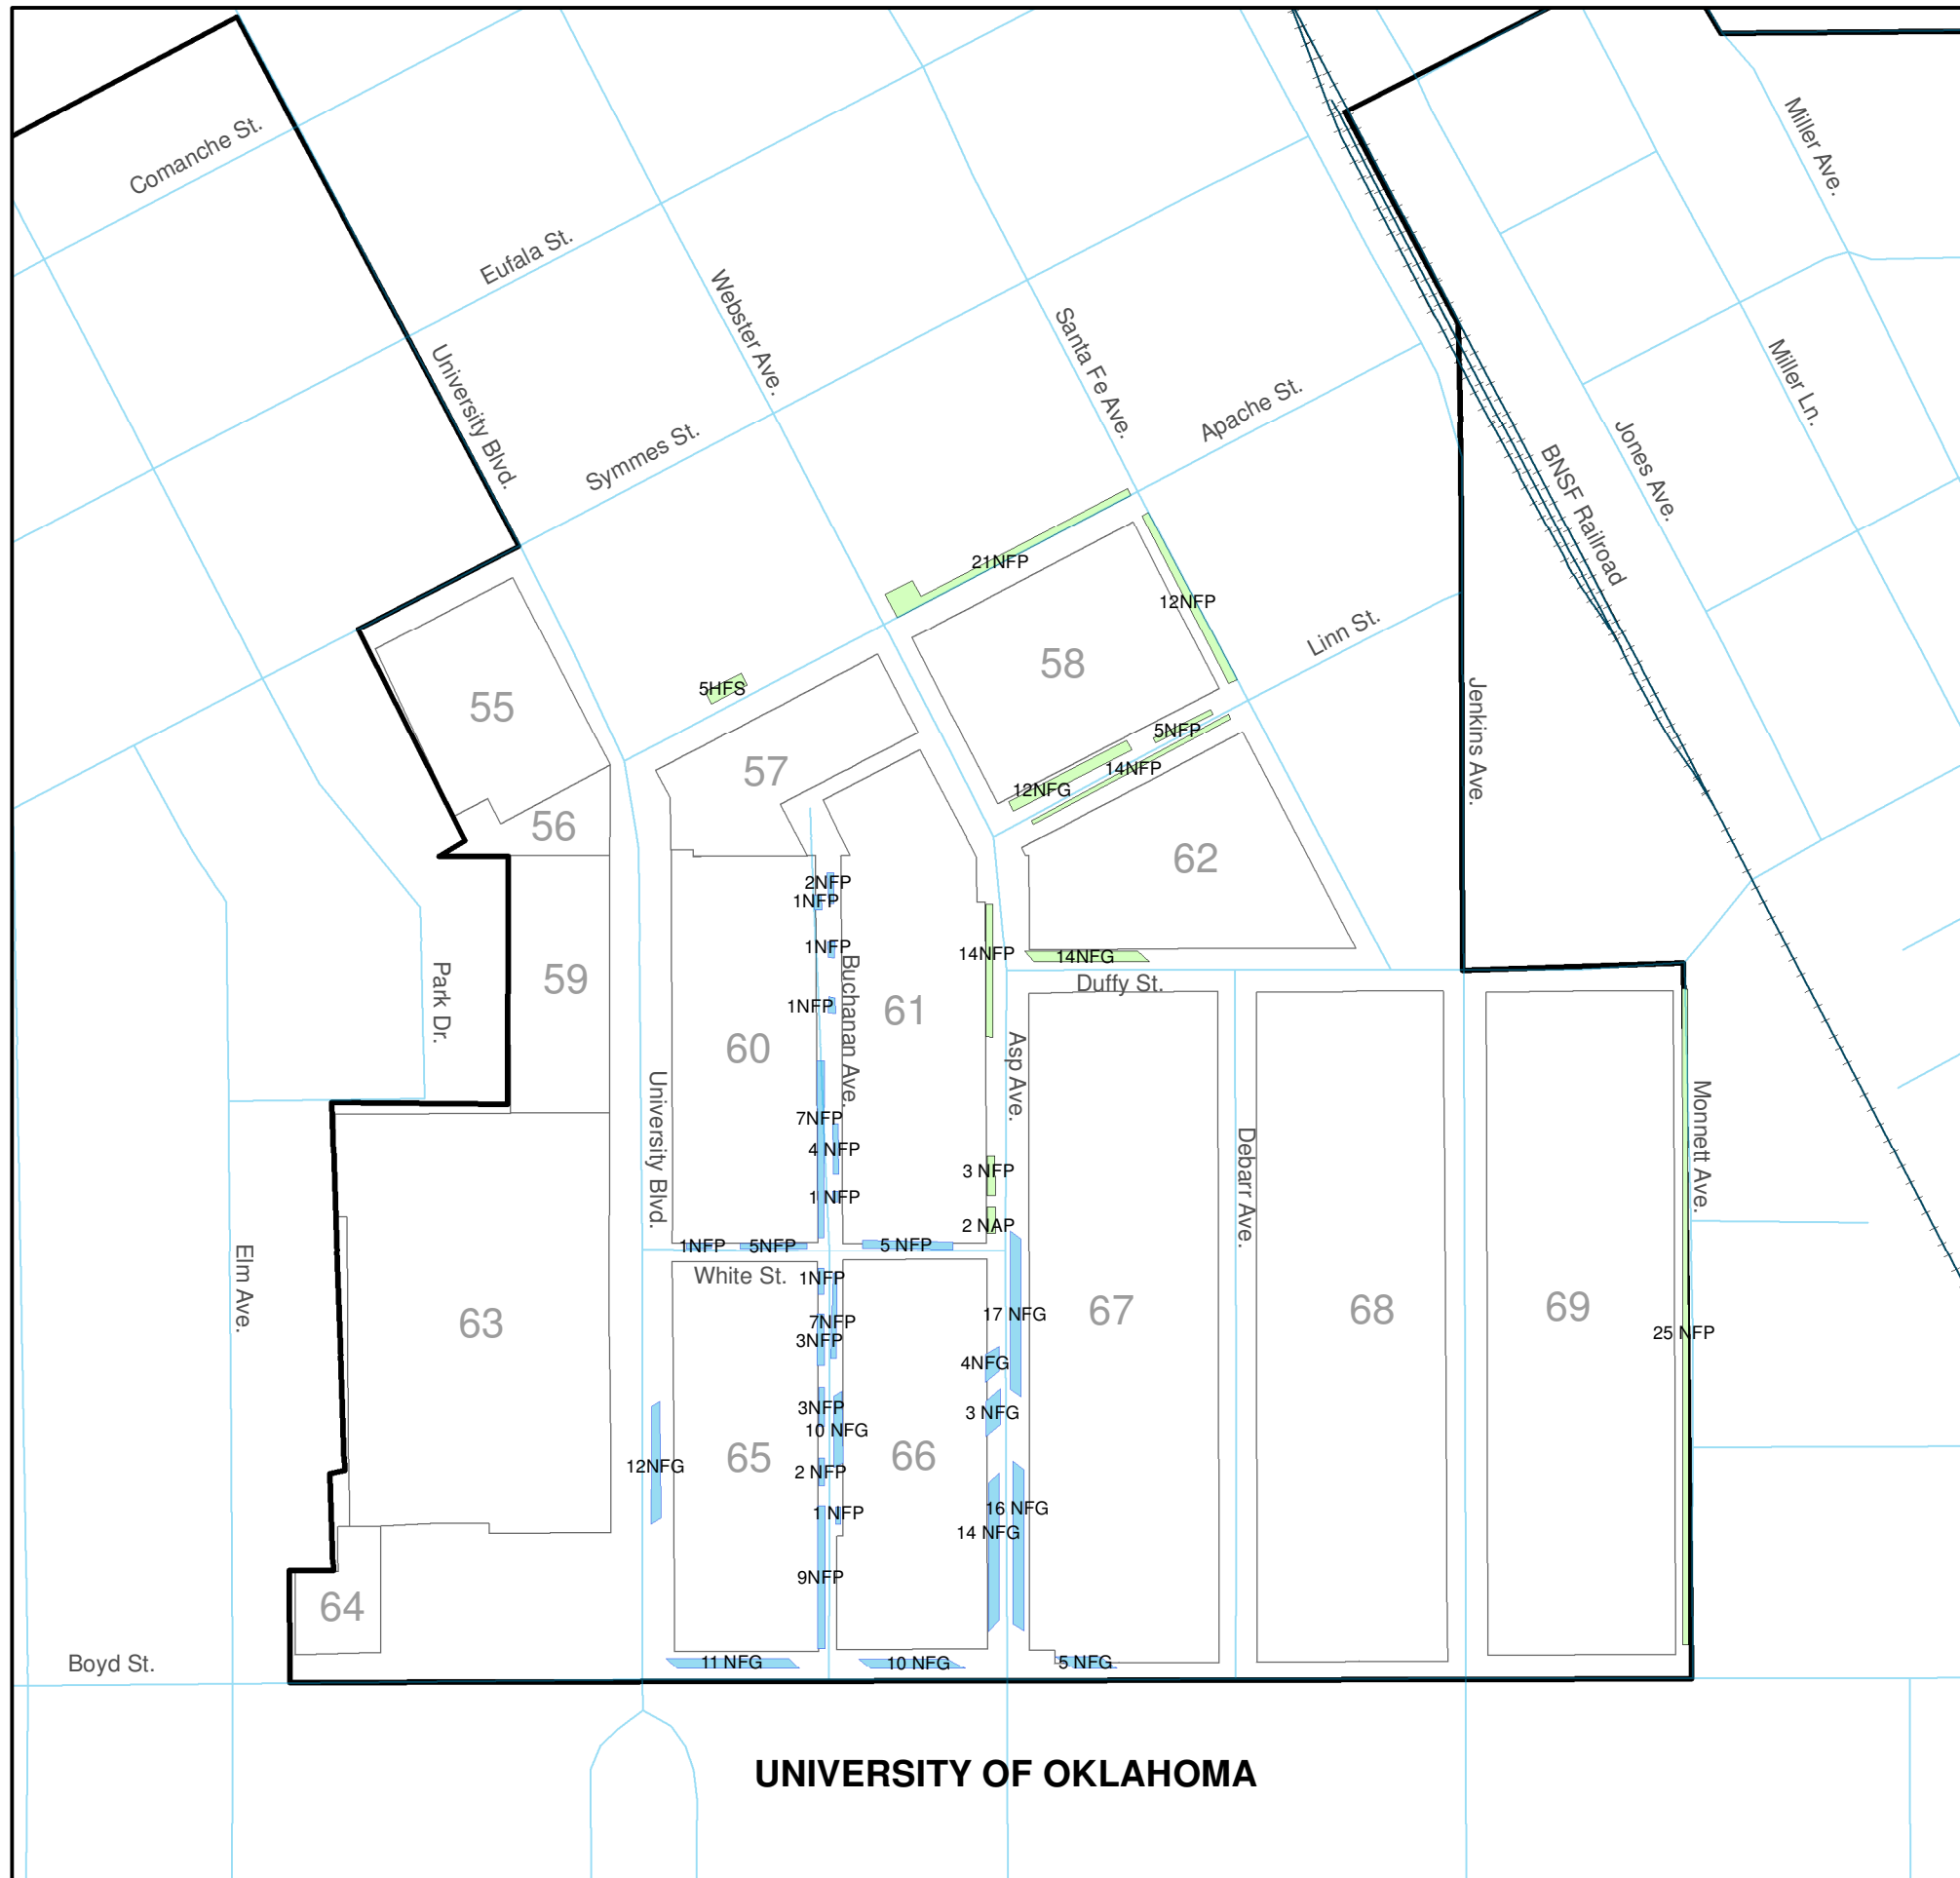 Comanche St.
Miller Ave.
Eufala St.
Webster Ave.
Santa Fe Ave.
University Blvd.
Symmes St.
Apache St.
Miller Ln.
Jones Ave.
BNSF Railroad
21NFP
12NFP
Linn St.
58
5HFS
55
Jenkins Ave.
5NFP
57
14NFP
12NFG
56
62
2NFP
1NFP
1NFP
14NFP
14NFG
Duffy St.
59
Park Dr.
1NFP
Buchanan Ave.
61
60
Asp Ave.
University Blvd.
Monnett Ave.
7NFP
4 NFP
3 NFP
1 NFP
Debarr Ave.
2 NAP
1NFP
5NFP
5 NFP
White St.
1NFP
Elm Ave.
63
7NFP
3NFP
17 NFG
67
68
69
25 NFP
4NFG
3NFP
10 NFG
3 NFG
12NFG
65
66
2 NFP
1 NFP
16 NFG
14 NFG
9NFP
64
Boyd St.
11 NFG
10 NFG
5 NFG
UNIVERSITY OF OKLAHOMA